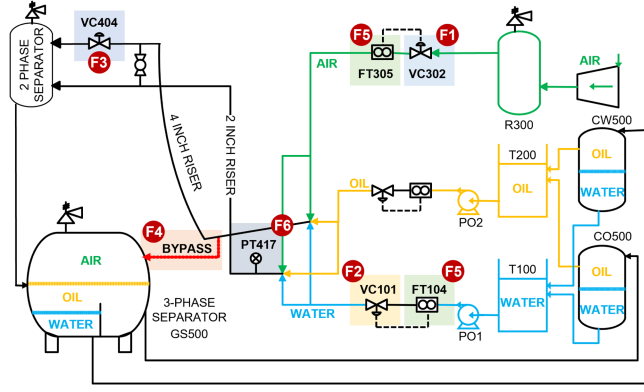 VC404
F3
2 PHASE
SEPARATOR
4 INCH RISER
2 INCH RISER
F5
F1
AIR
FT305
VC302
R300
AIR
CW500
OIL
WATER
T200
OIL
OIL
PO2
F4
BYPASS
F6
PT417
AIR
OIL
WATER
3-PHASE
SEPARATOR
GS500
F2
F5
VC101
FT104
WATER
PO1
T100
WATER
CO500
OIL
WATER